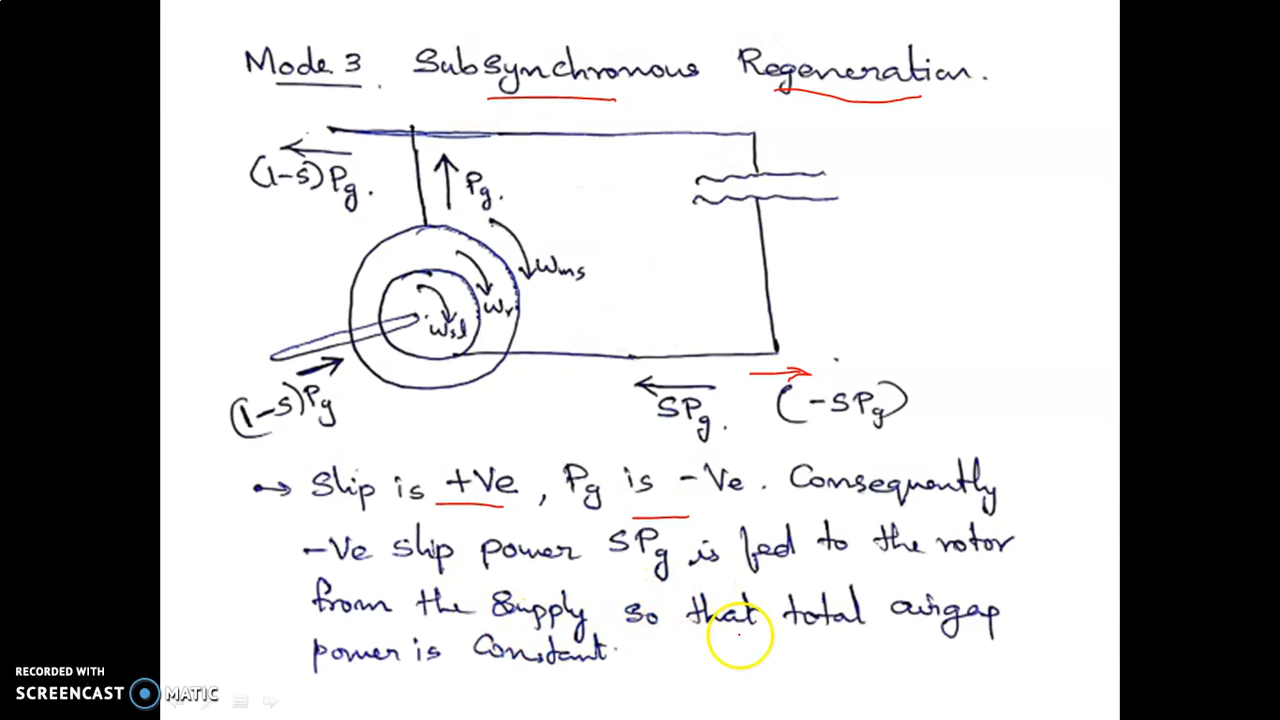 Mode 3. Subsynchronous Regeneration.
(1-s)Pg.
Pg.
ωms
ωr
ωsl
(1-s)Pg
SPg.
(-SPg)
→ Slip is +Ve, Pg is -Ve. Consequently
-Ve slip power SPg is fed to the rotor
from the supply so that total airgap
power is constant.
RECORDED WITH
SCREENCAST MATIC